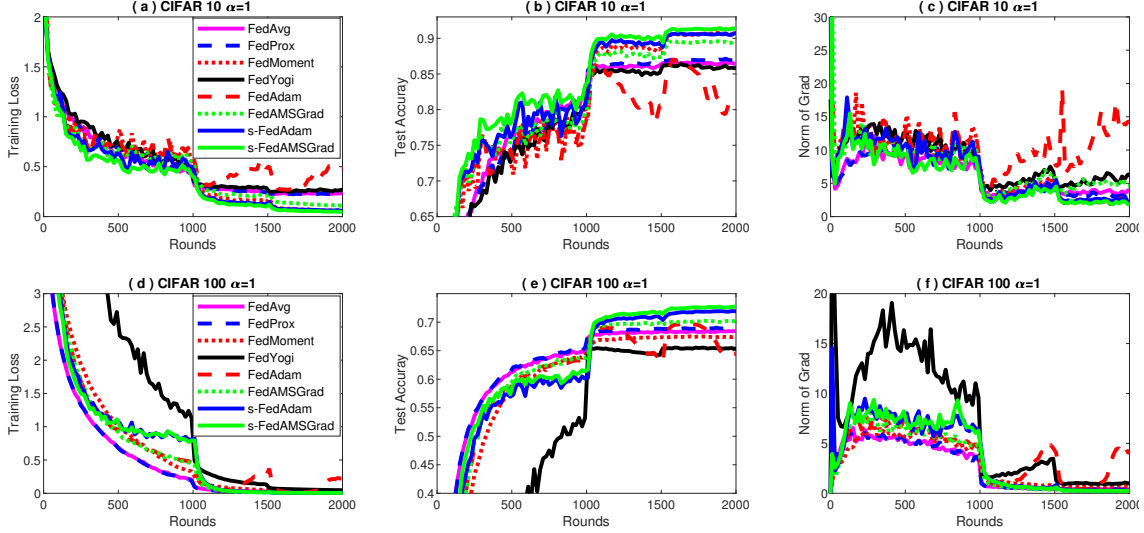 ( a ) CIFAR 10 α=1
Training Loss
2
1.5
1
0.5
0
0 500 1000 1500 2000
Rounds
FedAvg
FedProx
FedMoment
FedYogi
FedAdam
FedAMSGrad
s-FedAdam
s-FedAMSGrad
( b ) CIFAR 10 α=1
Test Accuray
0.9
0.85
0.8
0.75
0.7
0.65
0 500 1000 1500 2000
Rounds
( c ) CIFAR 10 α=1
Norm of Grad
30
25
20
15
10
5
0
0 500 1000 1500 2000
Rounds
( d ) CIFAR 100 α=1
Training Loss
3
2.5
2
1.5
1
0.5
0
0 500 1000 1500 2000
Rounds
FedAvg
FedProx
FedMoment
FedYogi
FedAdam
FedAMSGrad
s-FedAdam
s-FedAMSGrad
( e ) CIFAR 100 α=1
Test Accuray
0.7
0.65
0.6
0.55
0.5
0.45
0.4
0 500 1000 1500 2000
Rounds
( f ) CIFAR 100 α=1
Norm of Grad
20
15
10
5
0
0 500 1000 1500 2000
Rounds